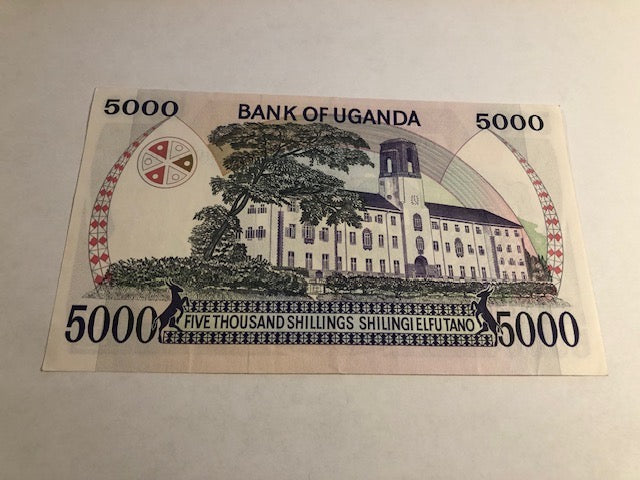 5000 BANK OF UGANDA 5000
5000 FIVE THOUSAND SHILLINGS SHILINGI ELFU TANO 5000